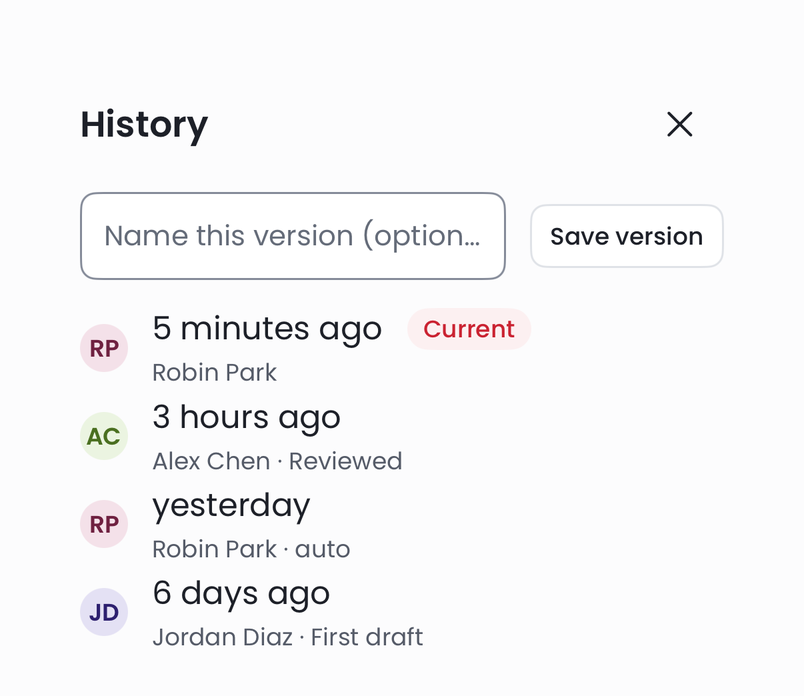 History
Name this version (option…
Save version
RP
5 minutes ago
Current
Robin Park
AC
3 hours ago
Alex Chen · Reviewed
RP
yesterday
Robin Park · auto
JD
6 days ago
Jordan Diaz · First draft